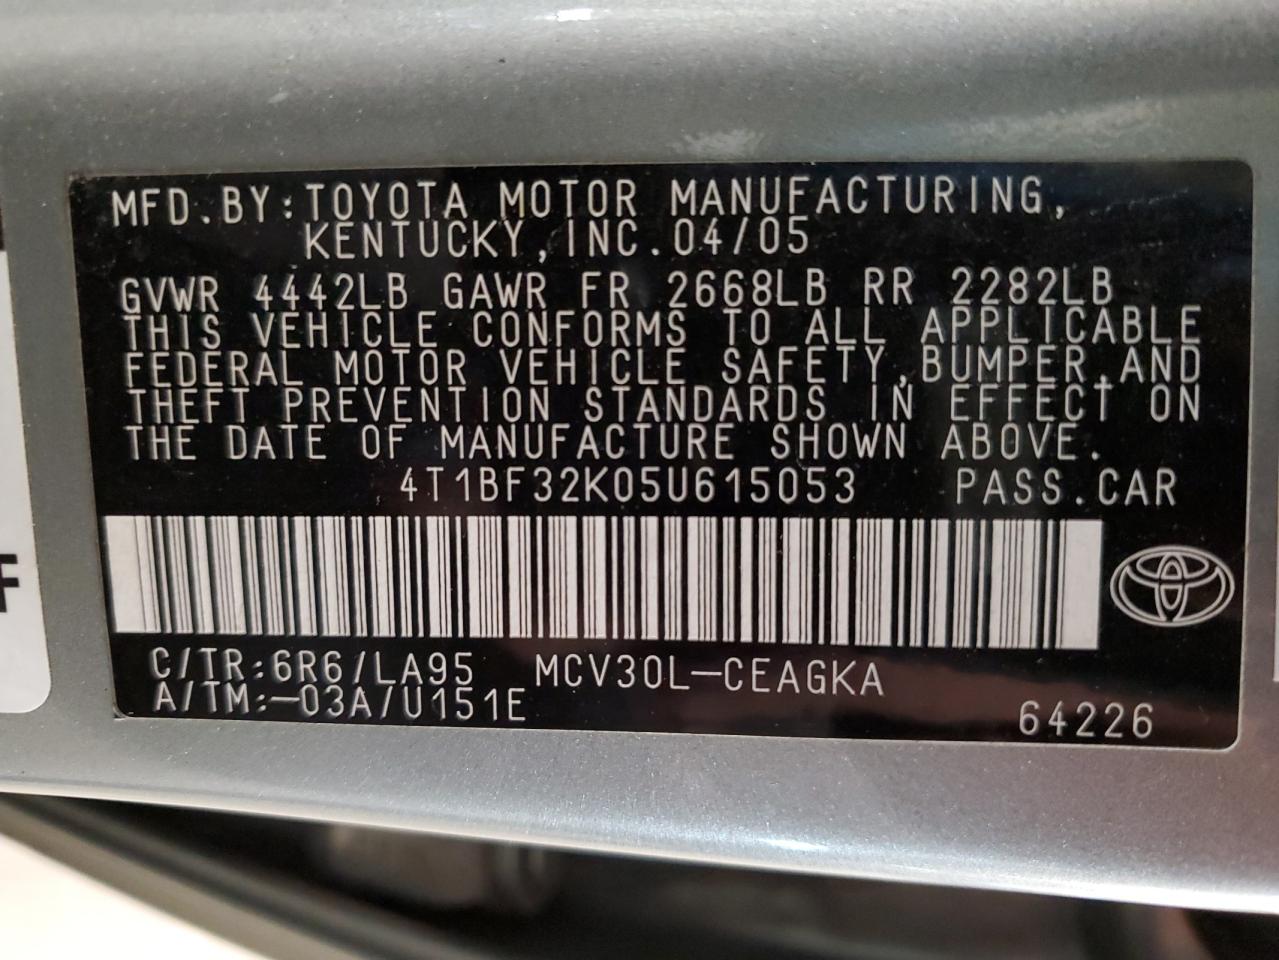 MFD.BY:TOYOTA MOTOR MANUFACTURING,
KENTUCKY,INC.04/05
GVWR 4442LB GAWR FR 2668LB RR 2282LB
THIS VEHICLE CONFORMS TO ALL APPLICABLE
FEDERAL MOTOR VEHICLE SAFETY,BUMPER,AND
THEFT PREVENTION STANDARDS IN EFFECT ON
THE DATE OF MANUFACTURE SHOWN ABOVE.
4T1BF32K05U615053 PASS.CAR
C/TR:6R6/LA95 MCV30L-CEAGKA
A/TM:-03A/U151E
64226
F